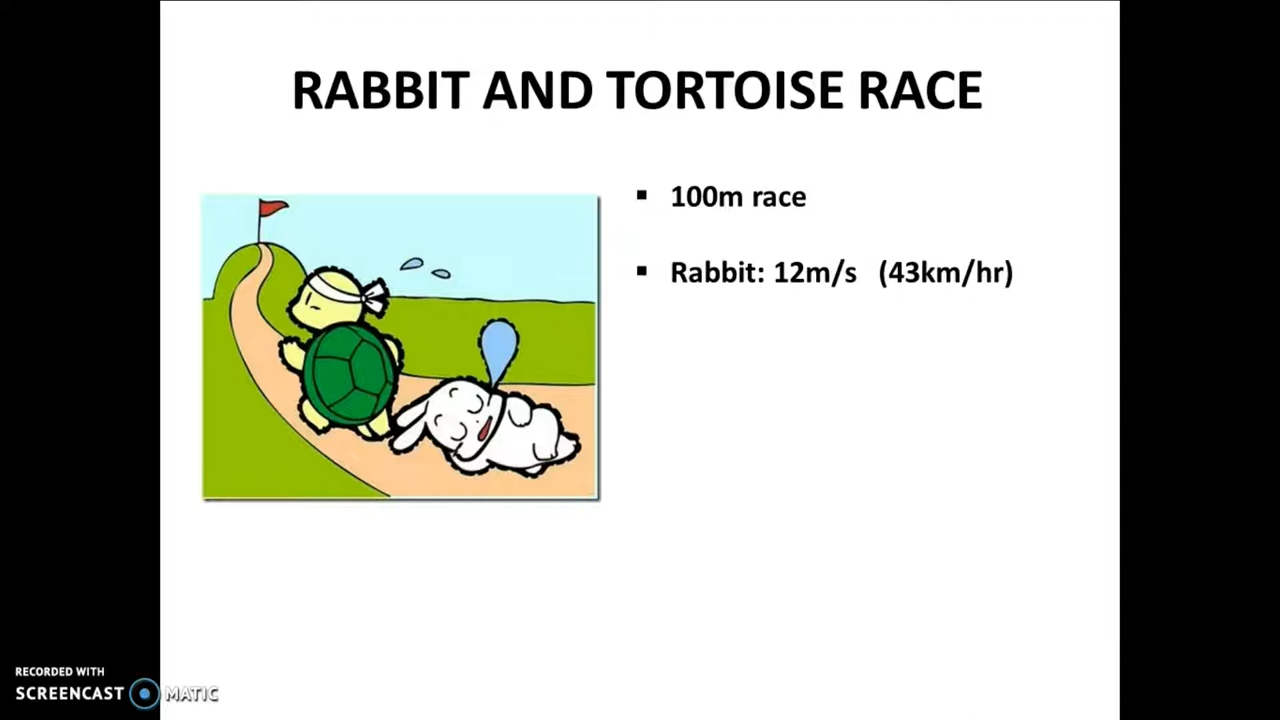 RABBIT AND TORTOISE RACE
▪ 100m race
▪ Rabbit: 12m/s (43km/hr)
RECORDED WITH
SCREENCAST MATIC